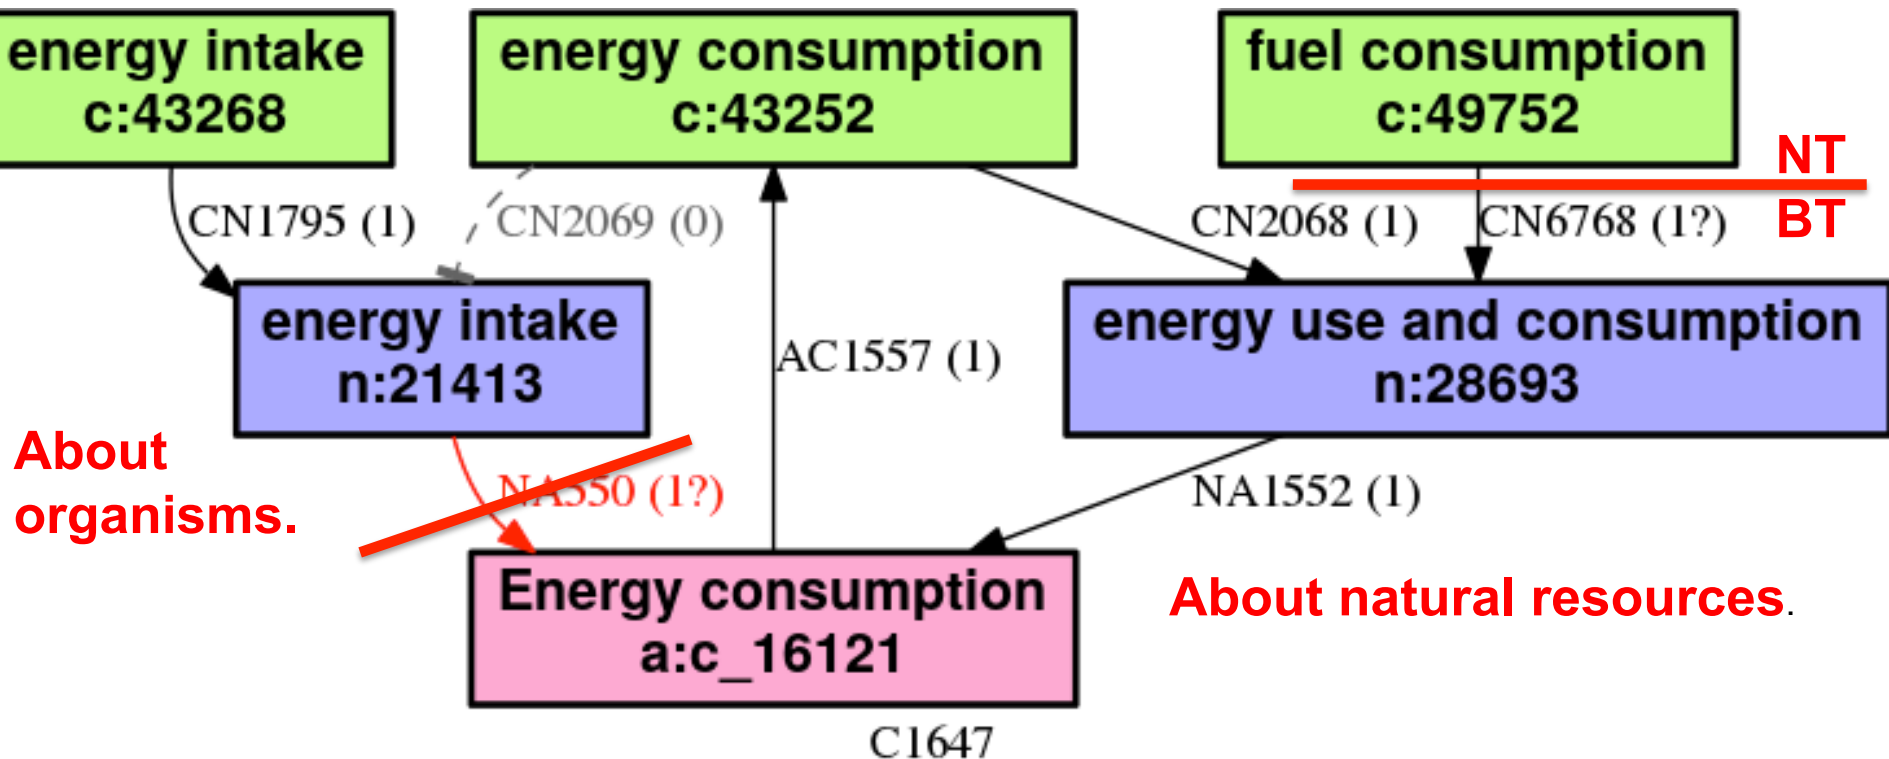 energy intake
c:43268
energy consumption
c:43252
fuel consumption
c:49752
NT
BT
CN1795 (1)
CN2069 (0)
CN2068 (1)
CN6768 (1?)
energy intake
n:21413
AC1557 (1)
energy use and consumption
n:28693
About
organisms.
NA550 (1?)
NA1552 (1)
Energy consumption
a:c_16121
About natural resources.
C1647